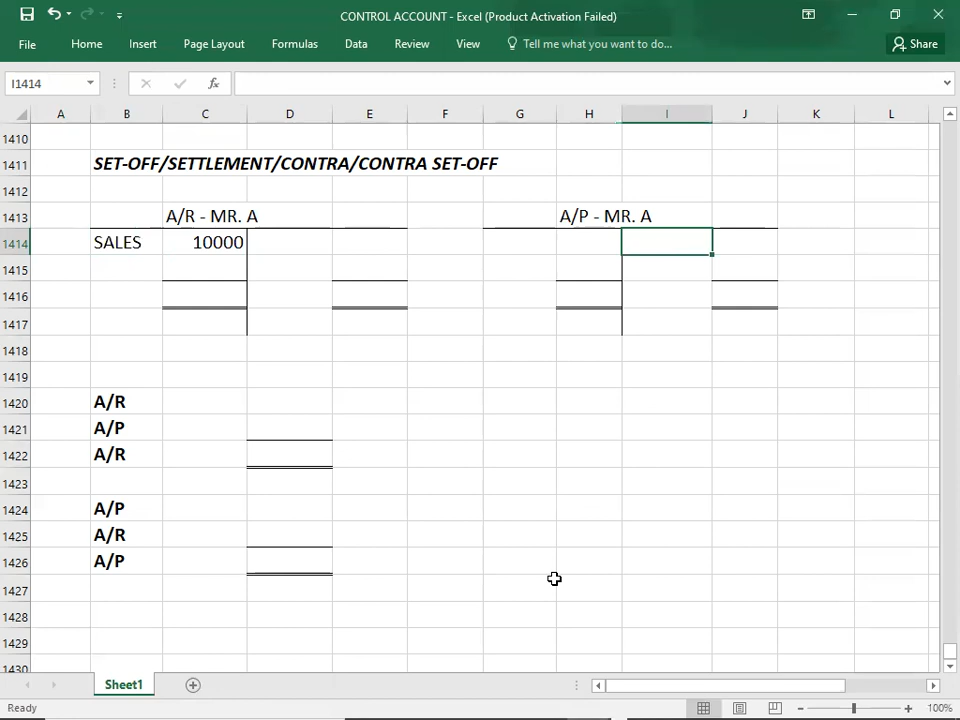 CONTROL ACCOUNT - Excel (Product Activation Failed)
File Home Insert Page Layout Formulas Data Review View Tell me what you want to do... Share
I1414 fx
A B C D E F G H I J K L
1410
1411 SET-OFF/SETTLEMENT/CONTRA/CONTRA SET-OFF
1412
1413 A/R - MR. A A/P - MR. A
1414 SALES 10000
1415
1416
1417
1418
1419
1420 A/R
1421 A/P
1422 A/R
1423
1424 A/P
1425 A/R
1426 A/P
1427
1428
1429
1430
Sheet1
Ready 100%